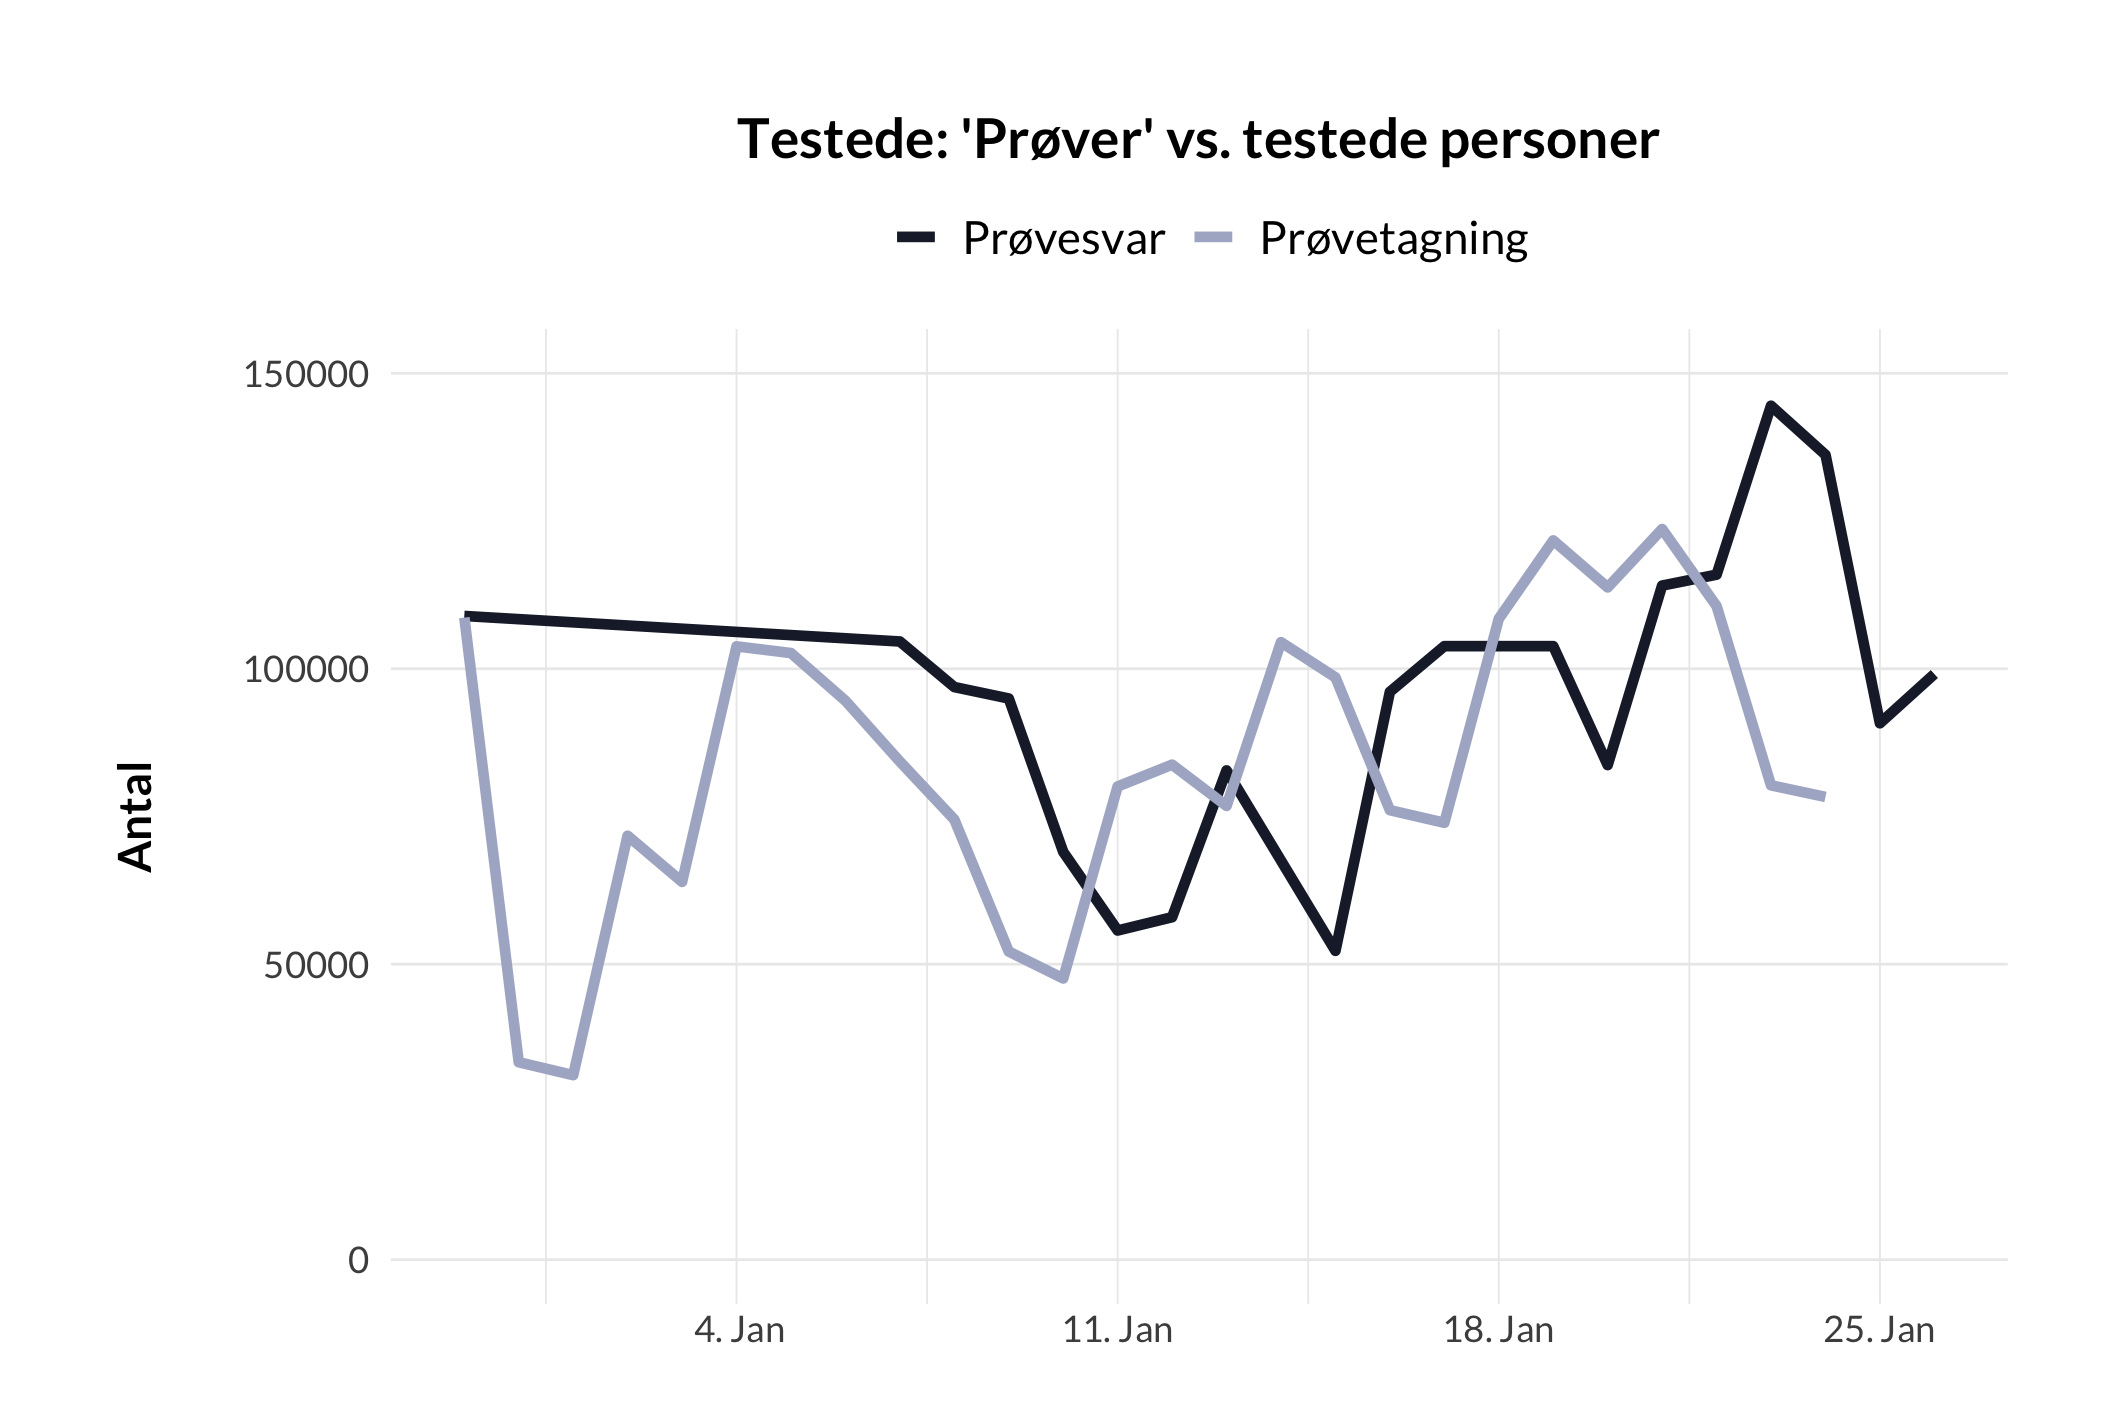 Testede: 'Prøver' vs. testede personer
Prøvesvar Prøvetagning
Antal
150000
100000
50000
0
4. Jan 11. Jan 18. Jan 25. Jan